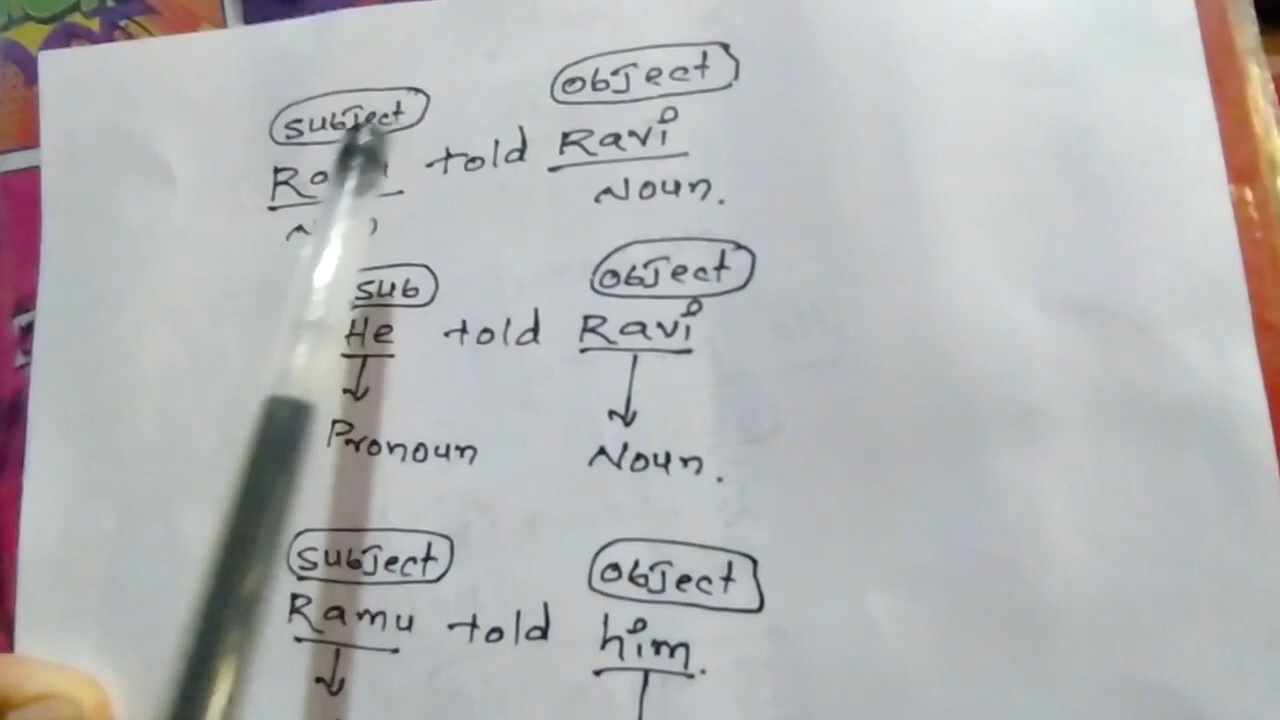 subject object
told Ravi
Noun.
sub object
He told Ravi
Pronoun Noun.
subject object
Ramu told him.